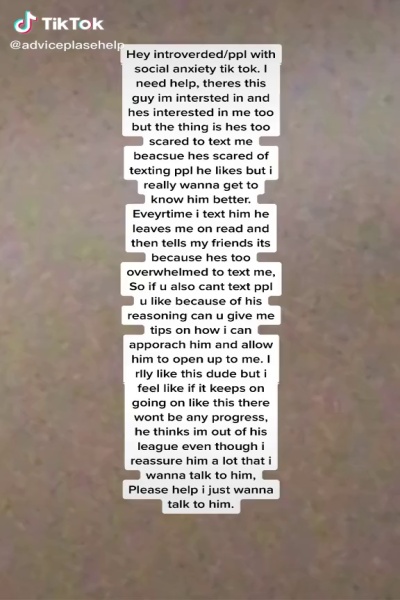 TikTok
@adviceplasehelp
Hey introverded/ppl with
social anxiety tik tok. I
need help, theres this
guy im intersted in and
hes interested in me too
but the thing is hes too
scared to text me
beacsue hes scared of
texting ppl he likes but i
really wanna get to
know him better.
Eveyrtime i text him he
leaves me on read and
then tells my friends its
because hes too
overwhelmed to text me,
So if u also cant text ppl
u like because of his
reasoning can u give me
tips on how i can
apporach him and allow
him to open up to me. I
rlly like this dude but i
feel like if it keeps on
going on like this there
wont be any progress,
he thinks im out of his
league even though i
reassure him a lot that i
wanna talk to him,
Please help i just wanna
talk to him.